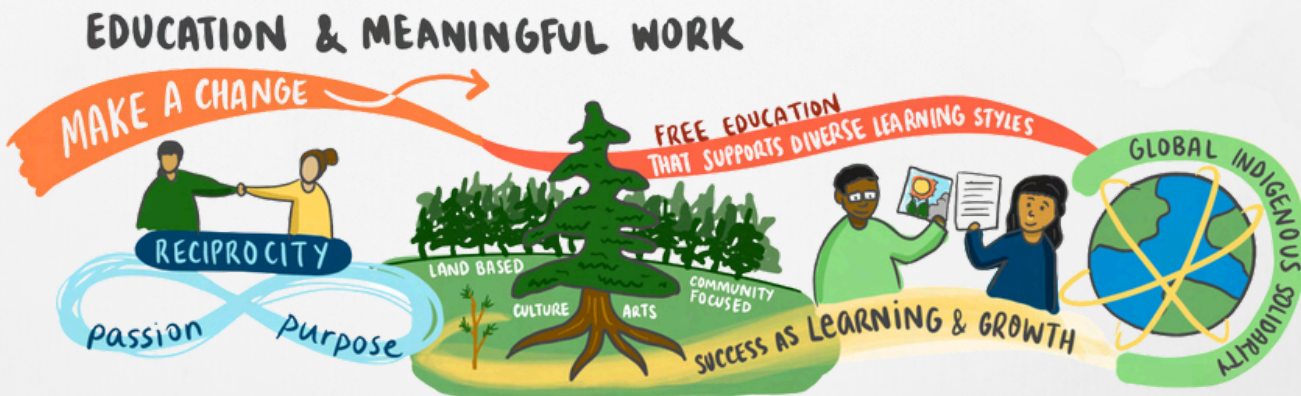 EDUCATION & MEANINGFUL WORK
MAKE A CHANGE
RECIPROCITY
passion
purpose
LAND BASED
CULTURE
ARTS
COMMUNITY
FOCUSED
FREE EDUCATION
THAT SUPPORTS DIVERSE LEARNING STYLES
SUCCESS AS LEARNING & GROWTH
GLOBAL INDIGENOUS SOLIDARITY